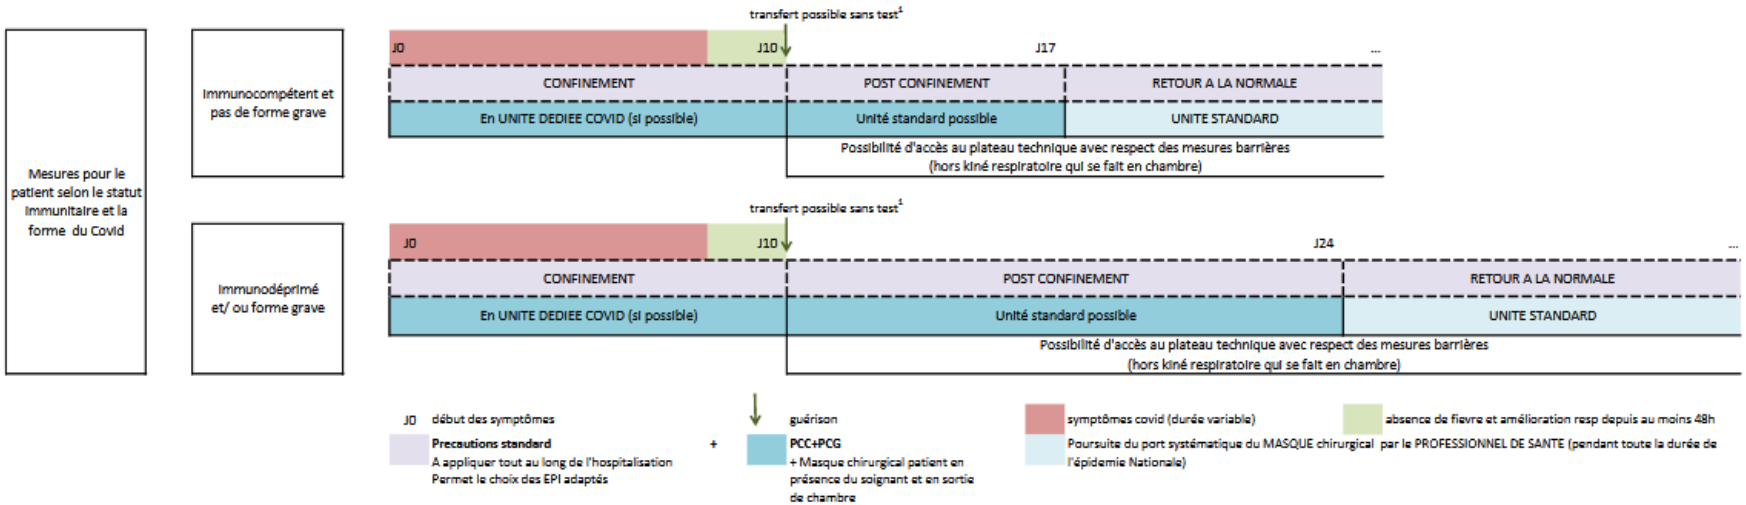 transfert possible sans test¹
J0
J10
J17
...
Immunocompétent et
pas de forme grave
CONFINEMENT
POST CONFINEMENT
RETOUR A LA NORMALE
En UNITE DEDIEE COVID (si possible)
Unité standard possible
UNITE STANDARD
Possibilité d'accès au plateau technique avec respect des mesures barrières
(hors kiné respiratoire qui se fait en chambre)
Mesures pour le
patient selon le statut
immunitaire et la
forme du Covid
transfert possible sans test¹
J0
J10
J24
...
Immunodéprimé
et/ ou forme grave
CONFINEMENT
POST CONFINEMENT
RETOUR A LA NORMALE
En UNITE DEDIEE COVID (si possible)
Unité standard possible
UNITE STANDARD
Possibilité d'accès au plateau technique avec respect des mesures barrières
(hors kiné respiratoire qui se fait en chambre)
J0 début des symptômes
guérison
symptômes covid (durée variable)
absence de fievre et amélioration resp depuis au moins 48h
Precautions standard
A appliquer tout au long de l'hospitalisation
Permet le choix des EPI adaptés
+
PCC+PCG
+ Masque chirurgical patient en
présence du soignant et en sortie
de chambre
Poursuite du port systématique du MASQUE chirurgical par le PROFESSIONNEL DE SANTE (pendant toute la durée de
l'épidemie Nationale)